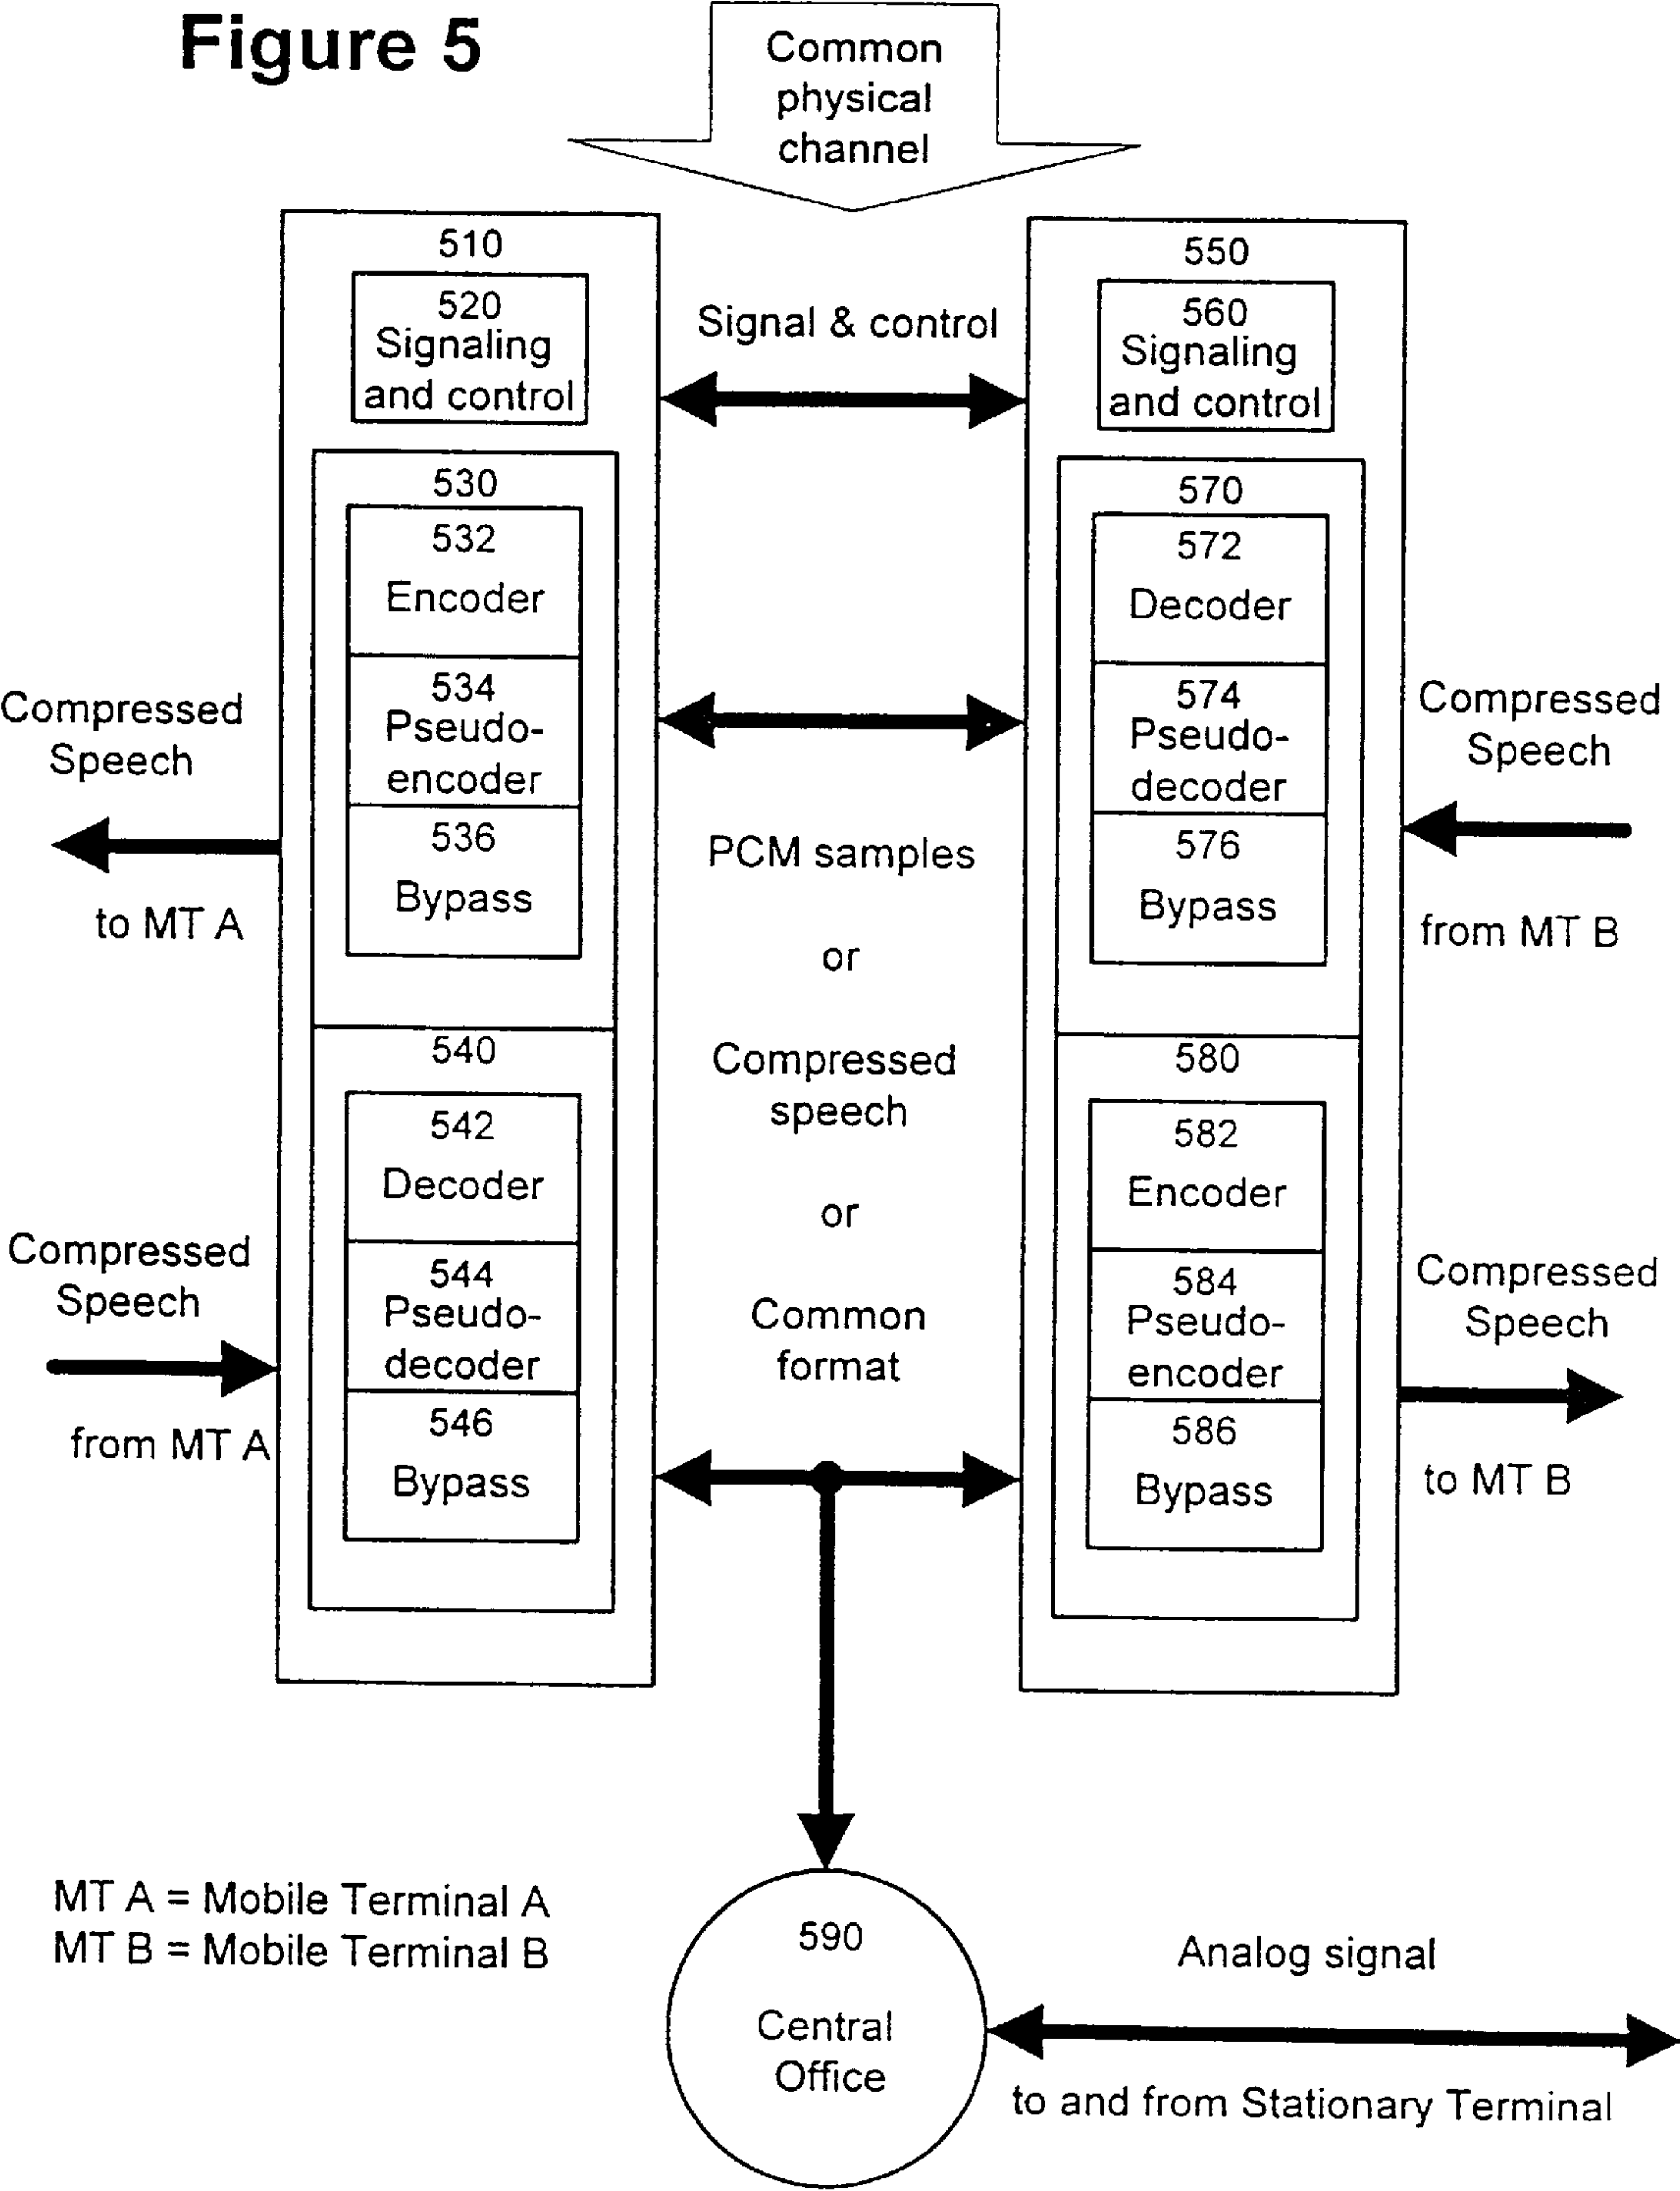 Figure 5
Common
physical
channel
510
520
Signaling
and control
530
532
Encoder
534
Pseudo-
encoder
536
Bypass
540
542
Decoder
544
Pseudo-
decoder
546
Bypass
Compressed
Speech
to MT A
Compressed
Speech
from MT A
Signal & control
PCM samples
or
Compressed
speech
or
Common
format
550
560
Signaling
and control
570
572
Decoder
574
Pseudo-
decoder
576
Bypass
580
582
Encoder
584
Pseudo-
encoder
586
Bypass
Compressed
Speech
from MT B
Compressed
Speech
to MT B
MT A = Mobile Terminal A
MT B = Mobile Terminal B
590
Central
Office
Analog signal
to and from Stationary Terminal